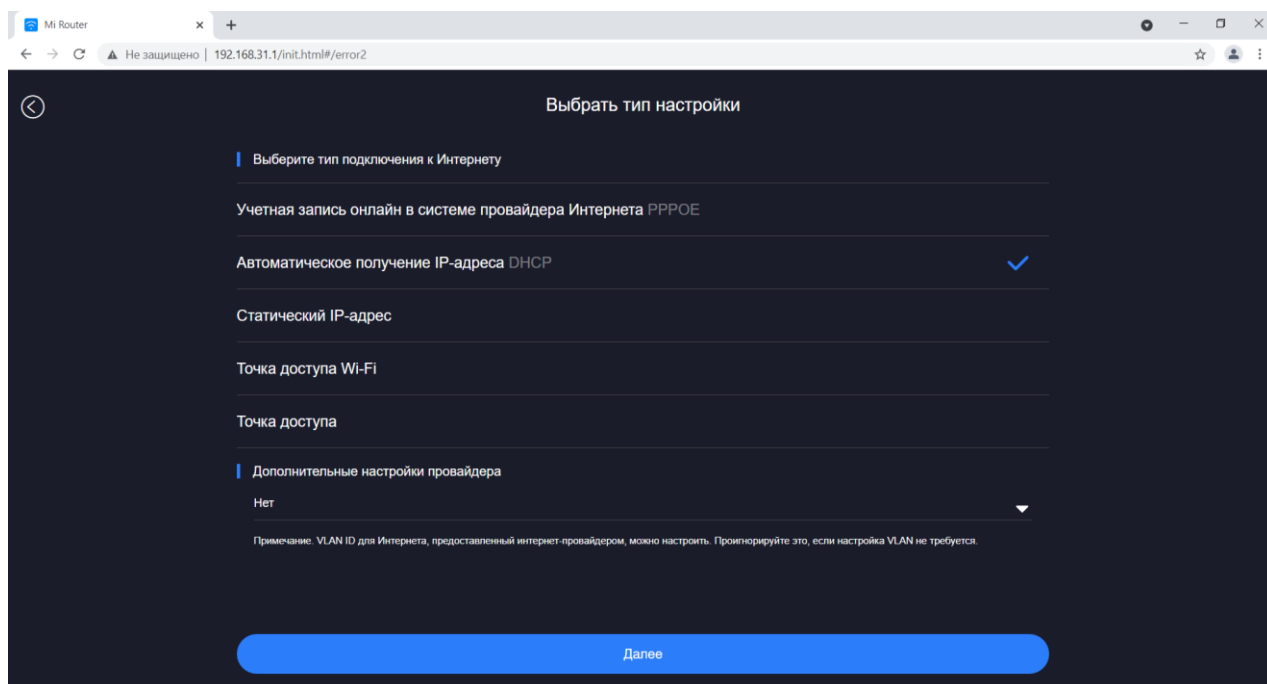 Mi Router
Не защищено | 192.168.31.1/init.html#/error2
Выбрать тип настройки
Выберите тип подключения к Интернету
Учетная запись онлайн в системе провайдера Интернета PPPOE
Автоматическое получение IP-адреса DHCP
Статический IP-адрес
Точка доступа Wi-Fi
Точка доступа
Дополнительные настройки провайдера
Нет
Примечание. VLAN ID для Интернета, предоставленный интернет-провайдером, можно настроить. Проигнорируйте это, если настройка VLAN не требуется.
Далее